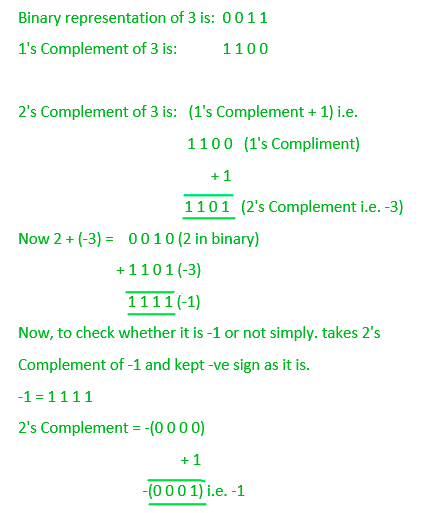 Binary representation of 3 is: 0 0 1 1
1's Complement of 3 is: 1 1 0 0
2's Complement of 3 is: (1's Complement + 1) i.e.
1 1 0 0 (1's Compliment)
+ 1
1 1 0 1 (2's Complement i.e. -3)
Now 2 + (-3) = 0 0 1 0 (2 in binary)
+ 1 1 0 1 (-3)
1 1 1 1 (-1)
Now, to check whether it is -1 or not simply. takes 2's
Complement of -1 and kept -ve sign as it is.
-1 = 1 1 1 1
2's Complement = -(0 0 0 0)
+ 1
-(0 0 0 1) i.e. -1